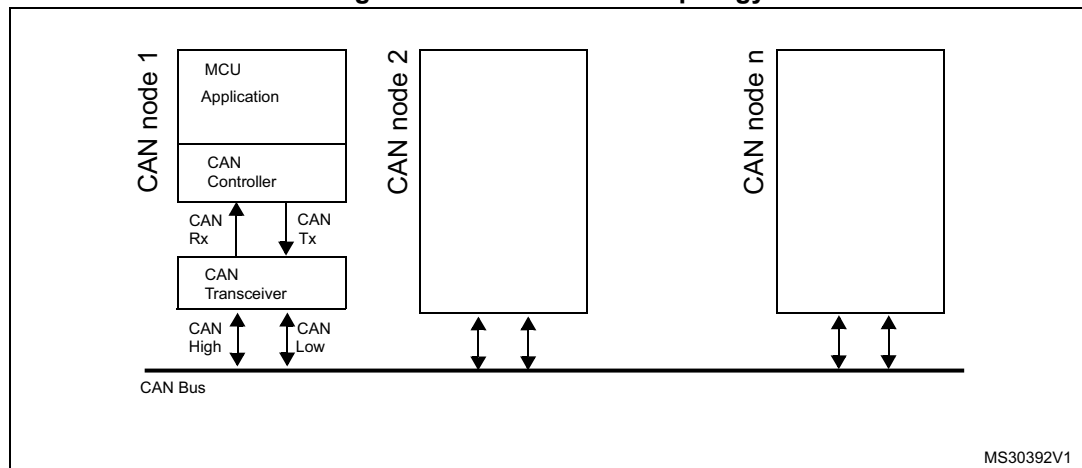 CAN node 1
MCU
Application
CAN
Controller
CAN
Rx
CAN
Tx
CAN
Transceiver
CAN
High
CAN
Low
CAN node 2
CAN node n
CAN Bus
MS30392V1